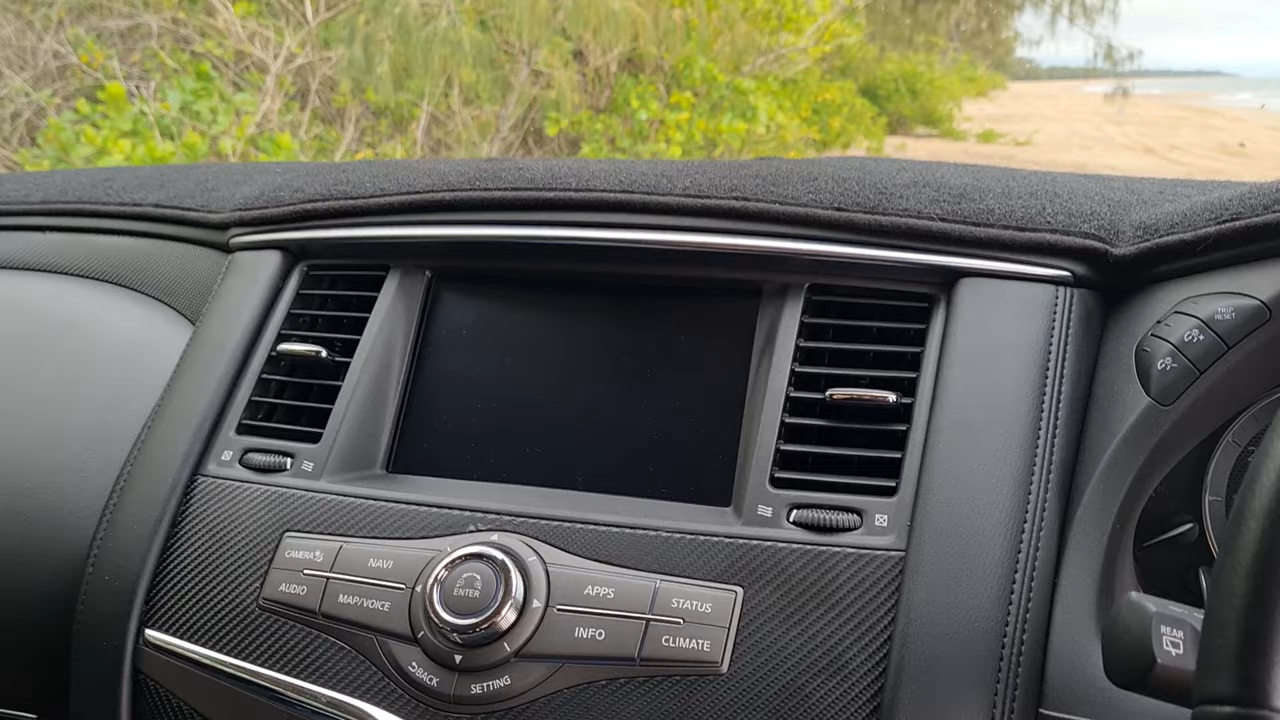 TRIP
RESET
CAMERA
NAVI
AUDIO
MAP/VOICE
ENTER
APPS
STATUS
INFO
CLIMATE
BACK
SETTING
REAR